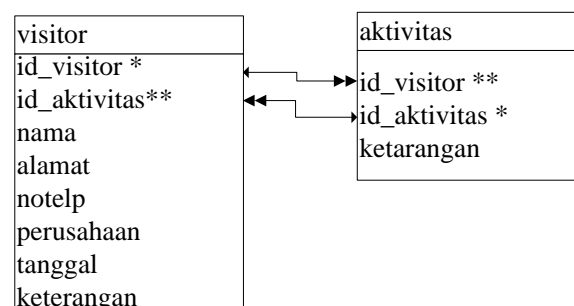 visitor
id_visitor *
id_aktivitas**
nama
alamat
notelp
perusahaan
tanggal
keterangan
aktivitas
id_visitor **
id_aktivitas *
ketarangan